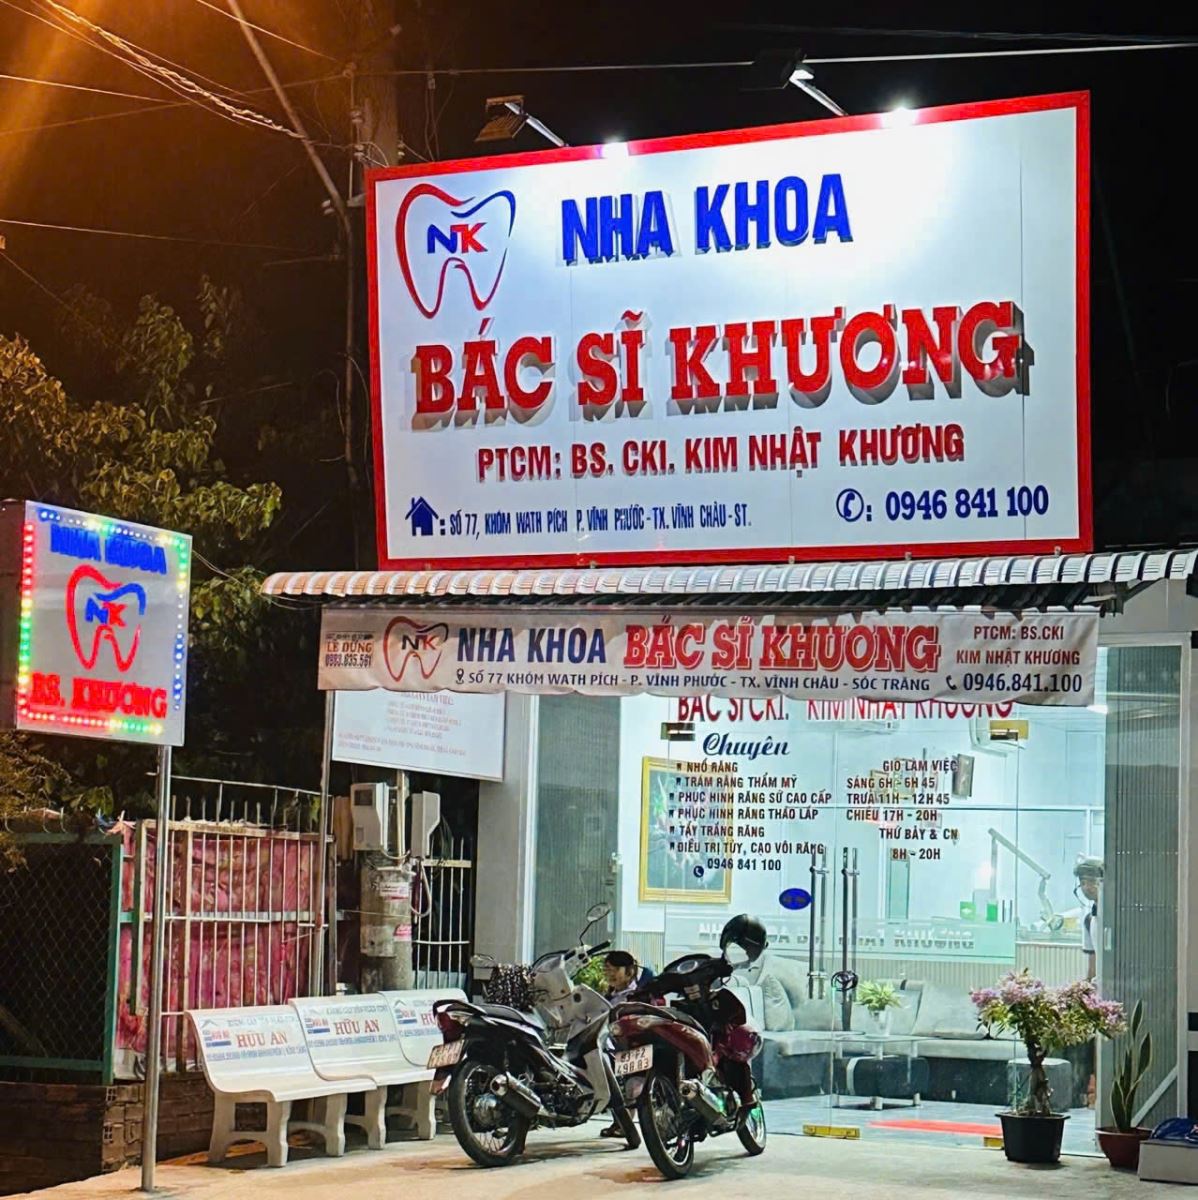 NK
NHA KHOA
BÁC SĨ KHƯƠNG
PTCM: BS. CKI. KIM NHẬT KHƯƠNG
: SỐ 77, KHÓM WATH PÍCH P. VĨNH PHƯỚC - TX. VĨNH CHÂU - ST.
: 0946 841 100
NHA KHOA
NK
BS. KHƯƠNG
LÊ DŨNG
0983.835.561
NK
NHA KHOA BÁC SĨ KHƯƠNG
PTCM: BS.CKI
KIM NHẬT KHƯƠNG
SỐ 77 KHÓM WATH PÍCH - P. VĨNH PHƯỚC - TX. VĨNH CHÂU - SÓC TRĂNG
0946.841.100
BÁC SĨ CKI. KIM NHẬT KHƯƠNG
Chuyên
NHỔ RĂNG
TRÁM RĂNG THẨM MỸ
PHỤC HÌNH RĂNG SỨ CAO CẤP
PHỤC HÌNH RĂNG THÁO LẮP
TẨY TRẮNG RĂNG
ĐIỀU TRỊ TỦY, CẠO VÔI RĂNG
0946 841 100
GIỜ LÀM VIỆC
SÁNG 6H - 6H 45
TRƯA 11H - 12H 45
CHIỀU 17H - 20H
THỨ BẢY & CN
8H - 20H
HỮU AN
HỮU AN